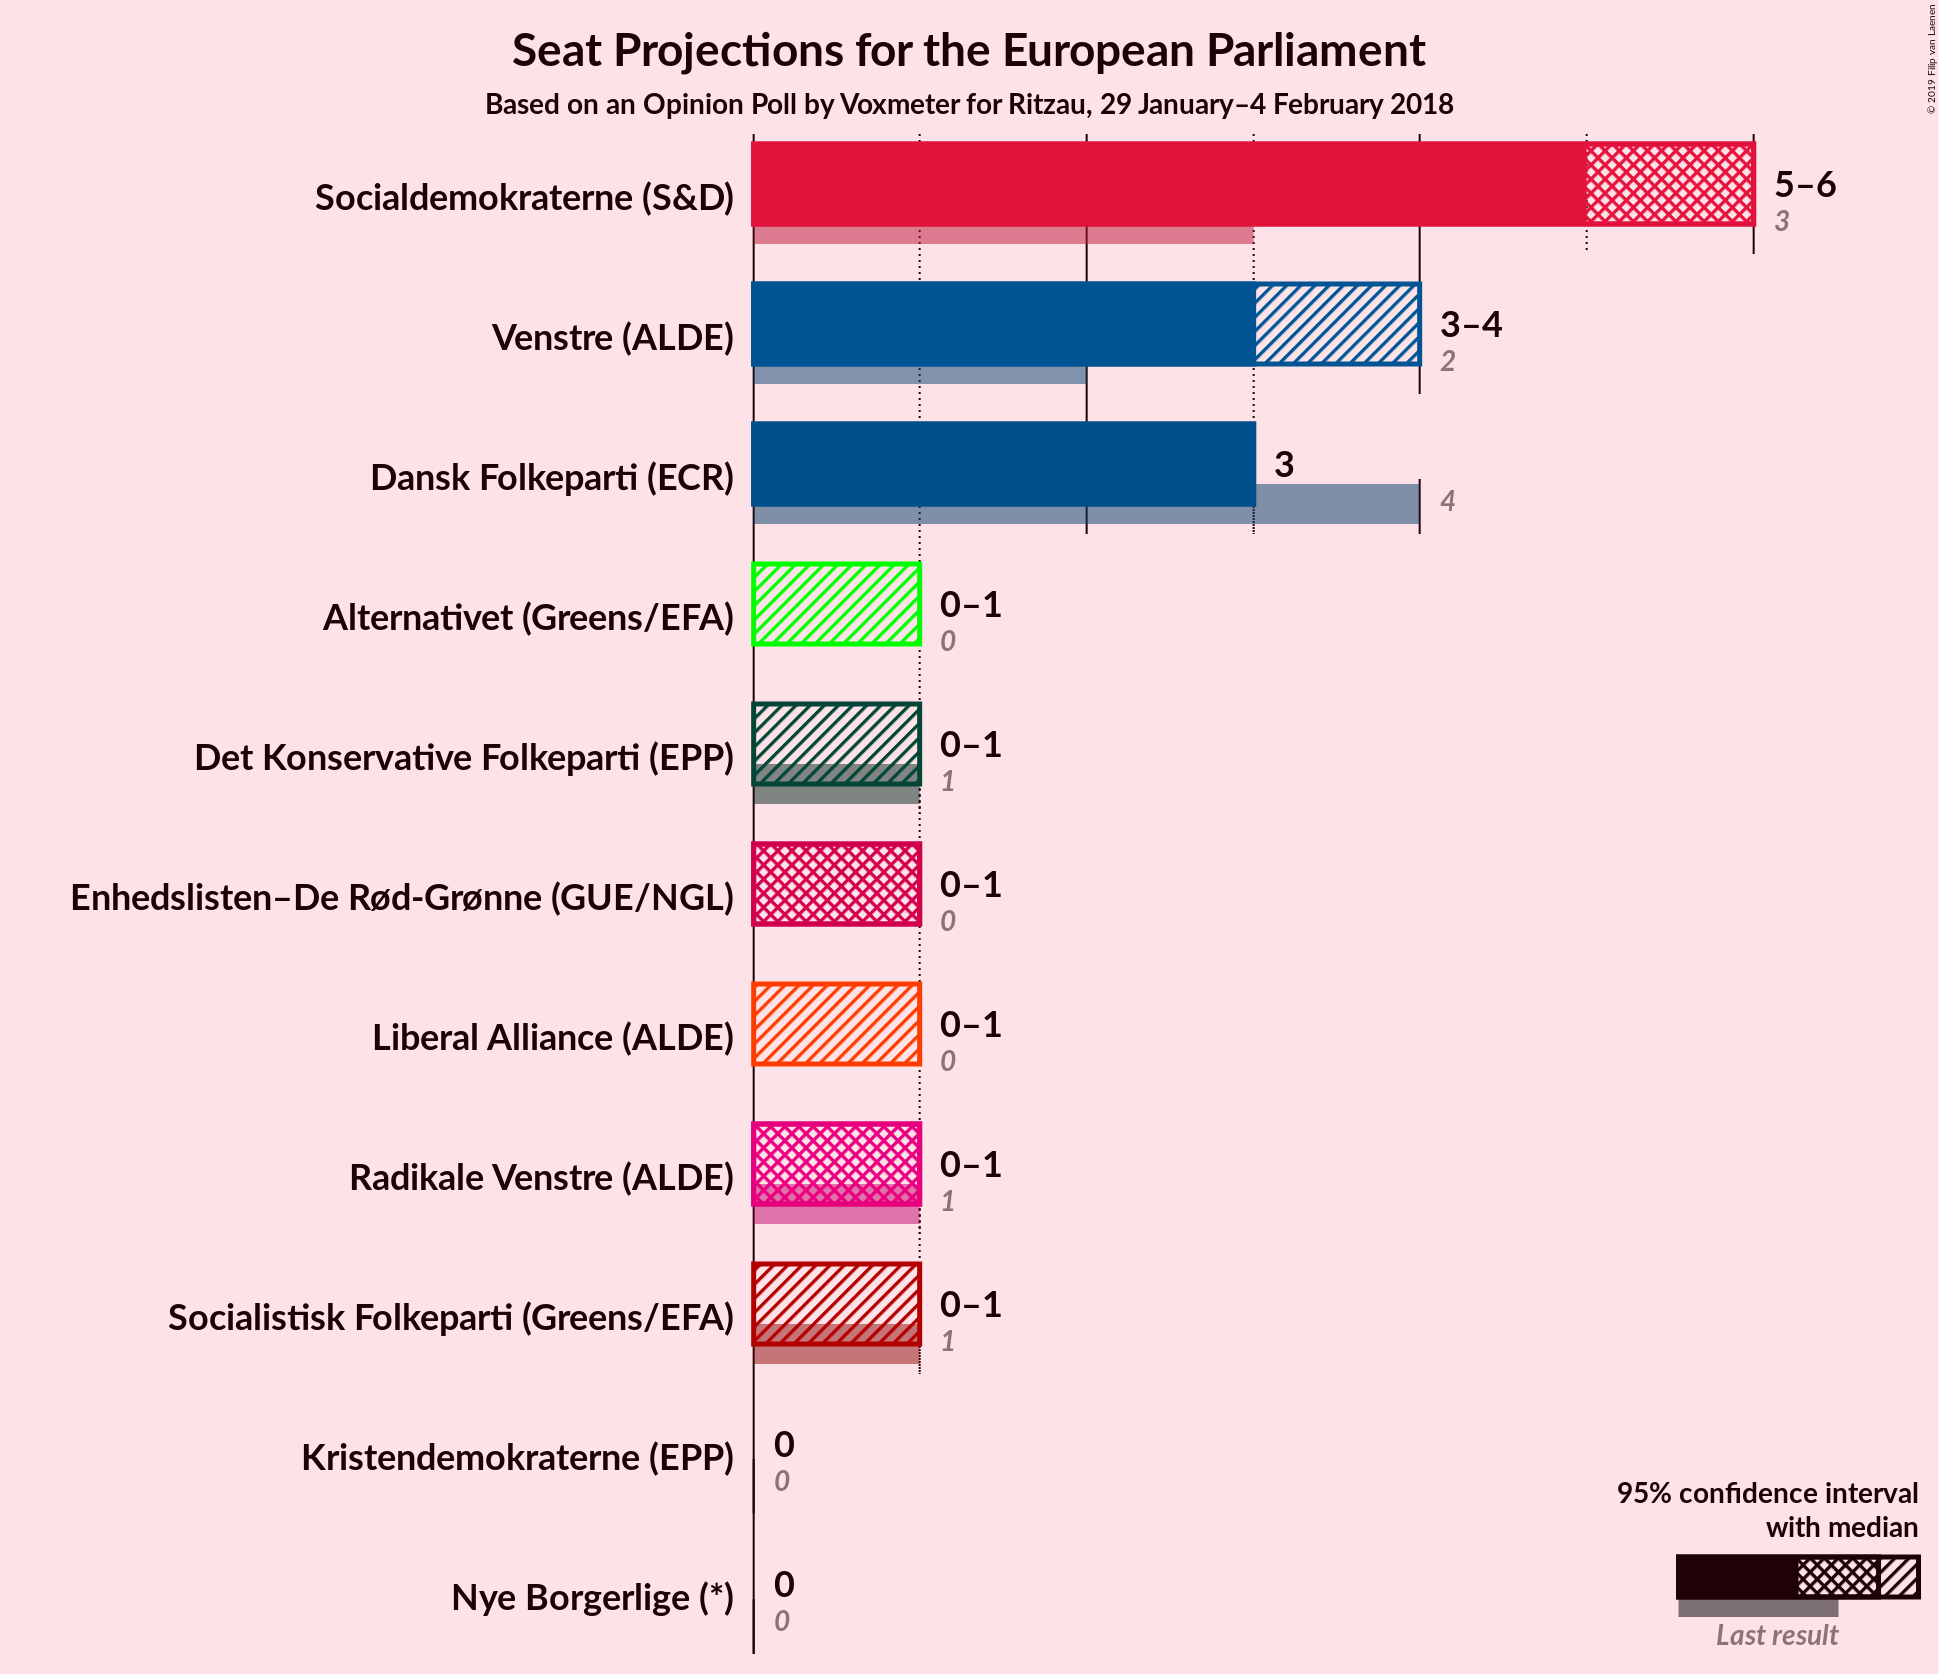 Seat Projections for the European Parliament
Based on an Opinion Poll by Voxmeter for Ritzau, 29 January–4 February 2018
© 2019 Filip van Laenen
Socialdemokraterne (S&D)
5–6
3
Venstre (ALDE)
3–4
2
Dansk Folkeparti (ECR)
3
4
Alternativet (Greens/EFA)
0–1
0
Det Konservative Folkeparti (EPP)
0–1
1
Enhedslisten–De Rød-Grønne (GUE/NGL)
0–1
0
Liberal Alliance (ALDE)
0–1
0
Radikale Venstre (ALDE)
0–1
1
Socialistisk Folkeparti (Greens/EFA)
0–1
1
Kristendemokraterne (EPP)
0
0
Nye Borgerlige (*)
0
0
95% confidence interval
with median
Last result